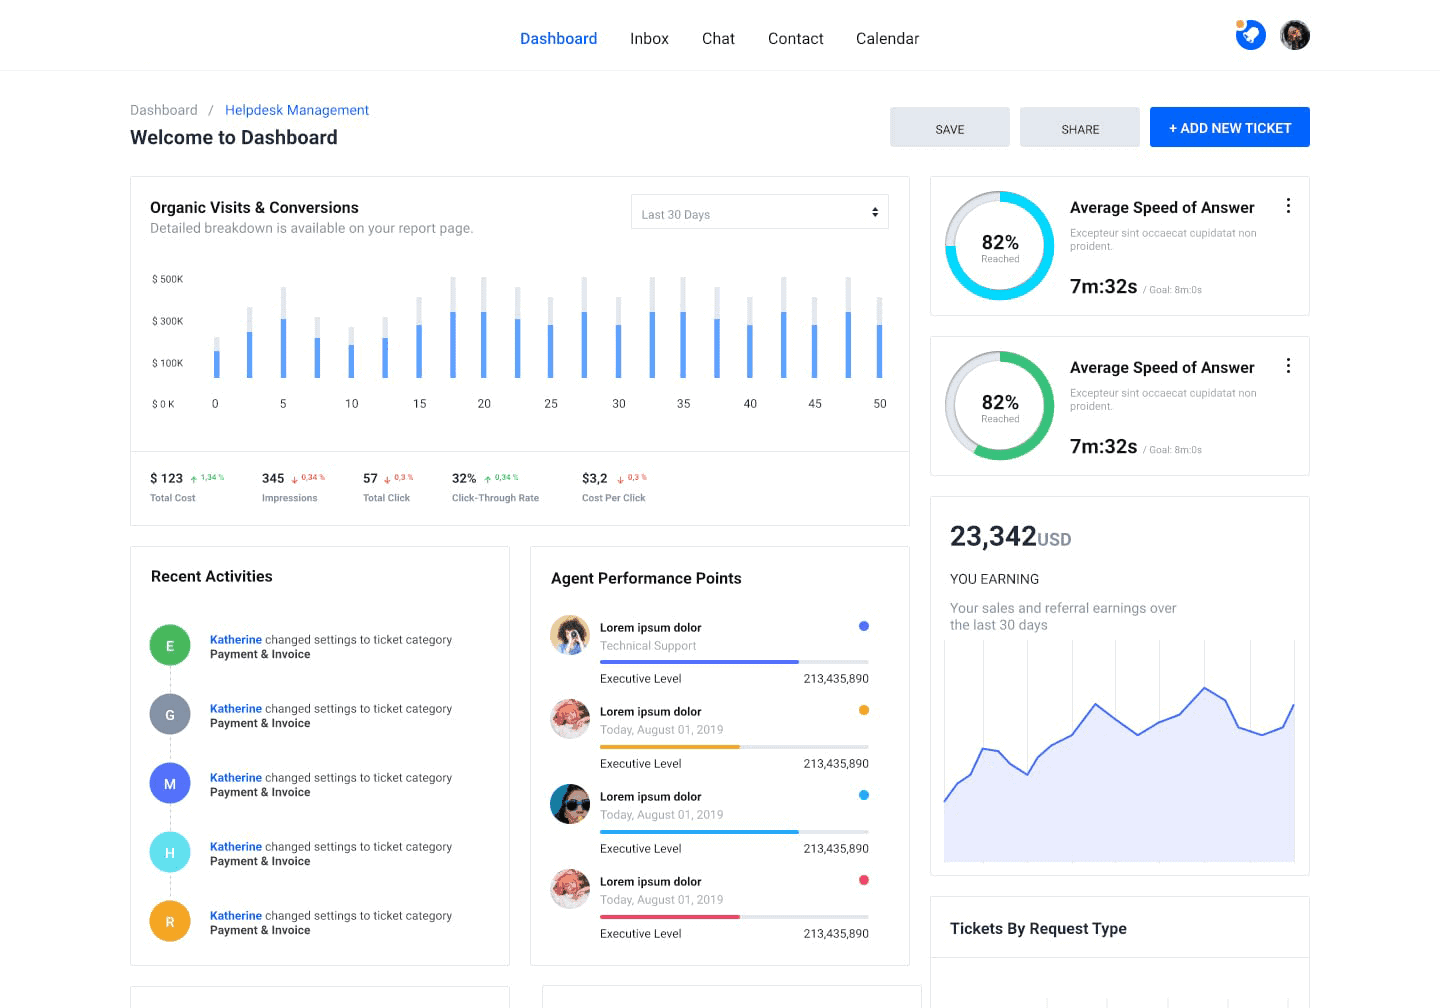 Dashboard
Inbox
Chat
Contact
Calendar
Dashboard / Helpdesk Management
Welcome to Dashboard
SAVE
SHARE
+ ADD NEW TICKET
Organic Visits & Conversions
Detailed breakdown is available on your report page.
Last 30 Days
$ 500K
$ 300K
$ 100K
$ 0 K
0 5 10 15 20 25 30 35 40 45 50
$ 123 1,34 %
Total Cost
345 0,34 %
Impressions
57 0,3 %
Total Click
32% 0,34 %
Click-Through Rate
$3,2 0,3 %
Cost Per Click
82%
Reached
Average Speed of Answer
Excepteur sint occaecat cupidatat non
proident.
7m:32s / Goal: 8m:0s
82%
Reached
Average Speed of Answer
Excepteur sint occaecat cupidatat non
proident.
7m:32s / Goal: 8m:0s
Recent Activities
E
Katherine changed settings to ticket category
Payment & Invoice
G
Katherine changed settings to ticket category
Payment & Invoice
M
Katherine changed settings to ticket category
Payment & Invoice
H
Katherine changed settings to ticket category
Payment & Invoice
R
Katherine changed settings to ticket category
Payment & Invoice
Agent Performance Points
Lorem ipsum dolor
Technical Support
Executive Level 213,435,890
Lorem ipsum dolor
Today, August 01, 2019
Executive Level 213,435,890
Lorem ipsum dolor
Today, August 01, 2019
Executive Level 213,435,890
Lorem ipsum dolor
Today, August 01, 2019
Executive Level 213,435,890
23,342USD
YOU EARNING
Your sales and referral earnings over
the last 30 days
Tickets By Request Type